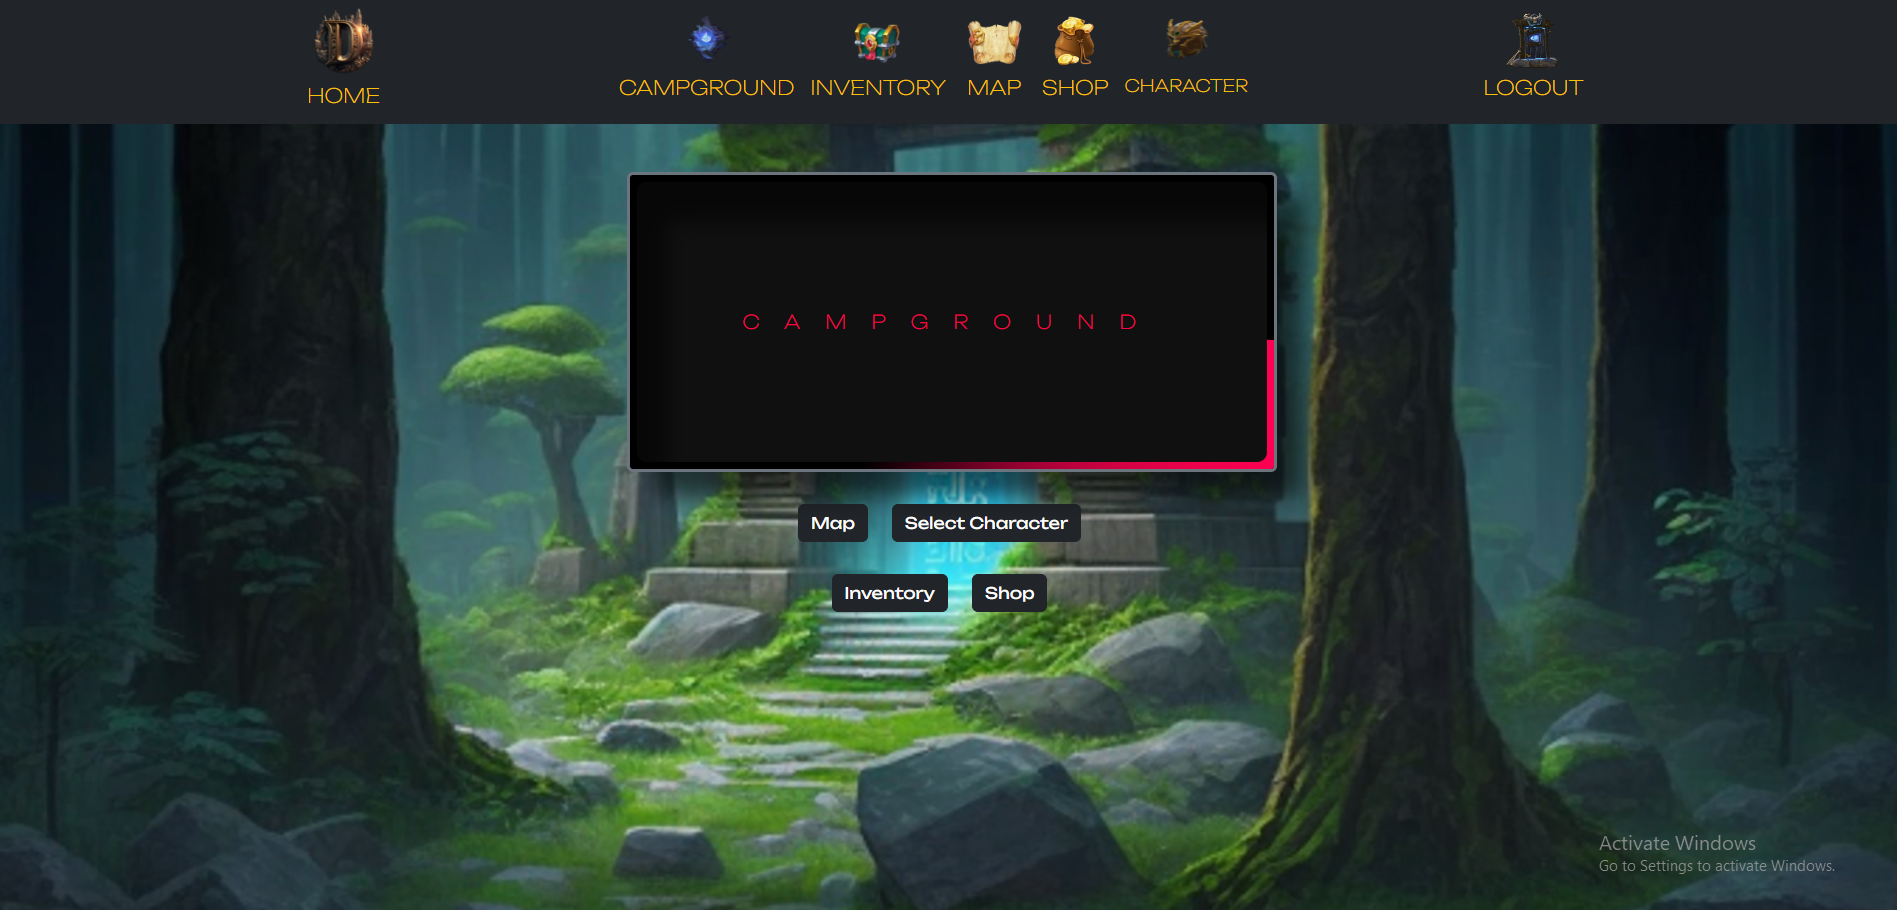 HOME
CAMPGROUND
INVENTORY
MAP
SHOP
CHARACTER
LOGOUT
CAMPGROUND
Map
Select Character
Inventory
Shop
Activate Windows
Go to Settings to activate Windows.